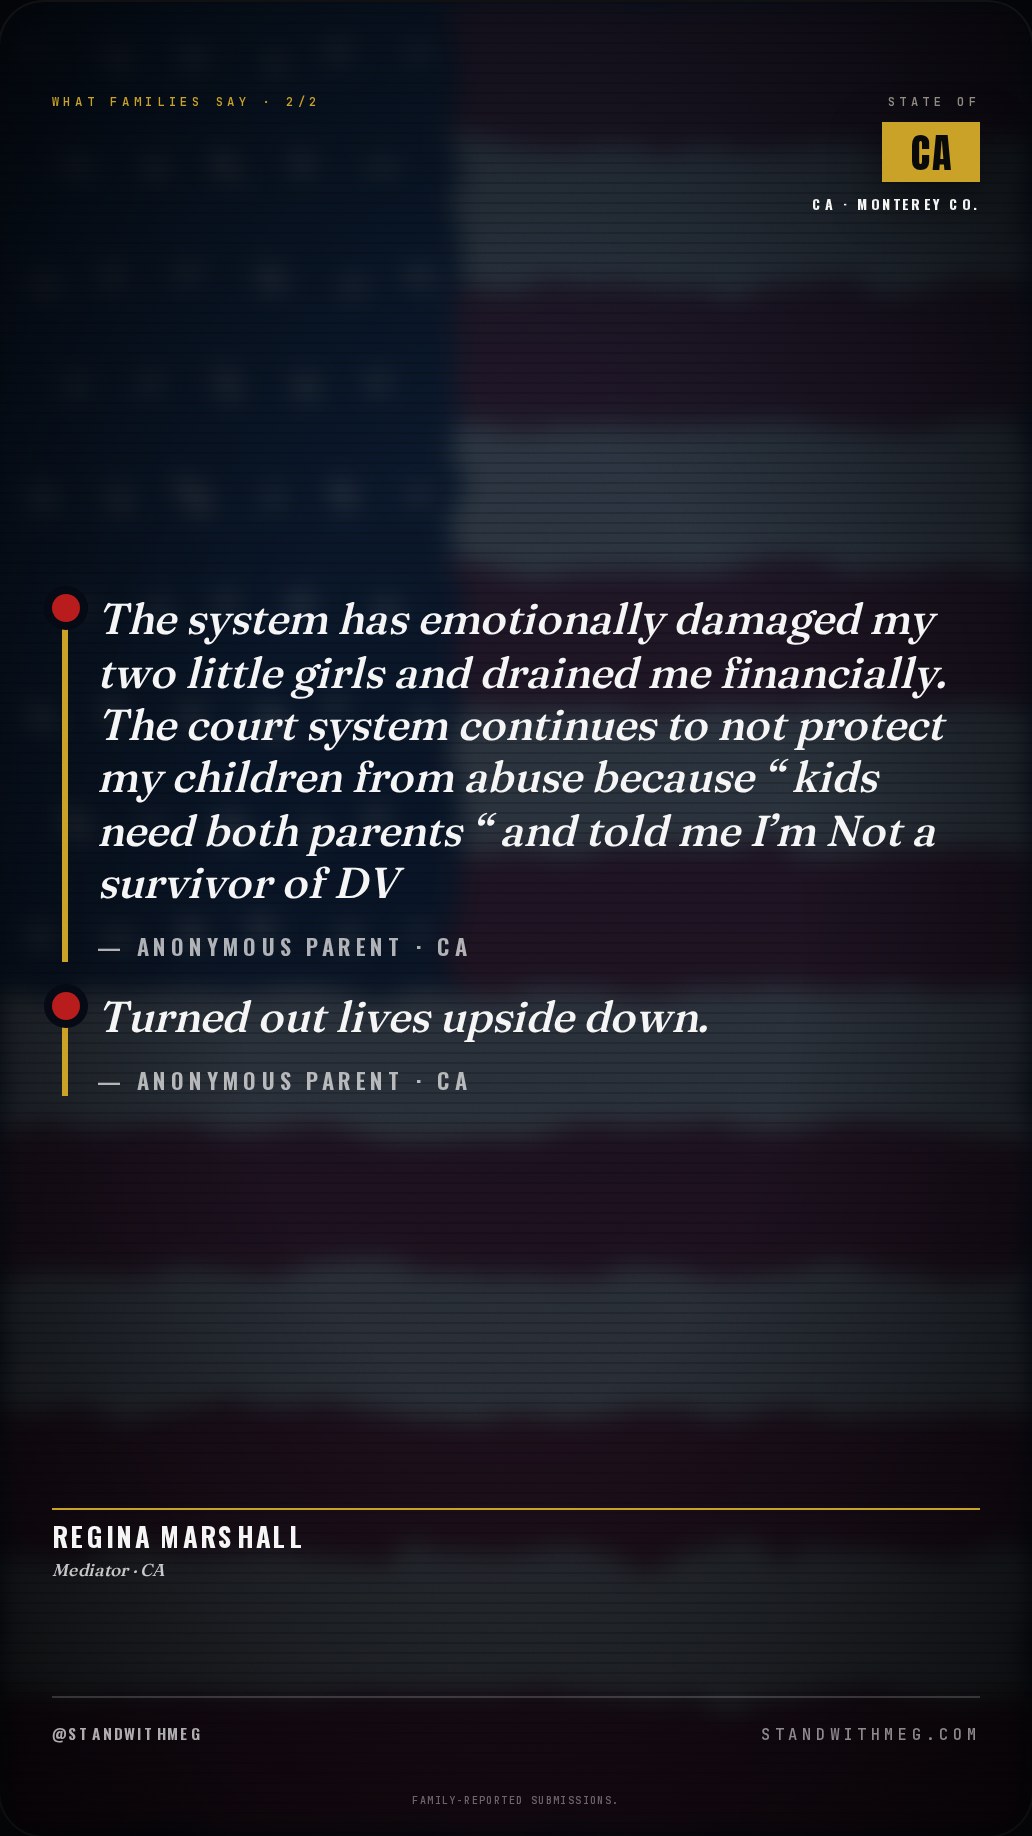 WHAT FAMILIES SAY · 2/2
STATE OF
CA
CA · MONTEREY CO.
The system has emotionally damaged my
two little girls and drained me financially.
The court system continues to not protect
my children from abuse because “ kids
need both parents “ and told me I’m Not a
survivor of DV
— ANONYMOUS PARENT · CA
Turned out lives upside down.
— ANONYMOUS PARENT · CA
REGINA MARSHALL
Mediator · CA
@STANDWITHMEG
STANDWITHMEG.COM
FAMILY-REPORTED SUBMISSIONS.